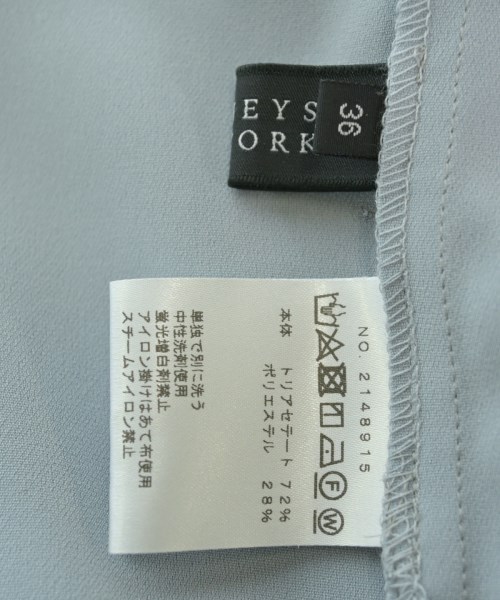 EYS
ORK
36
NO. 2148915
本体 トリアセテート 72%
ポリエステル 28%
単独で別に洗う
中性洗剤使用
蛍光増白剤禁止
アイロン掛けはあて布使用
スチームアイロン禁止